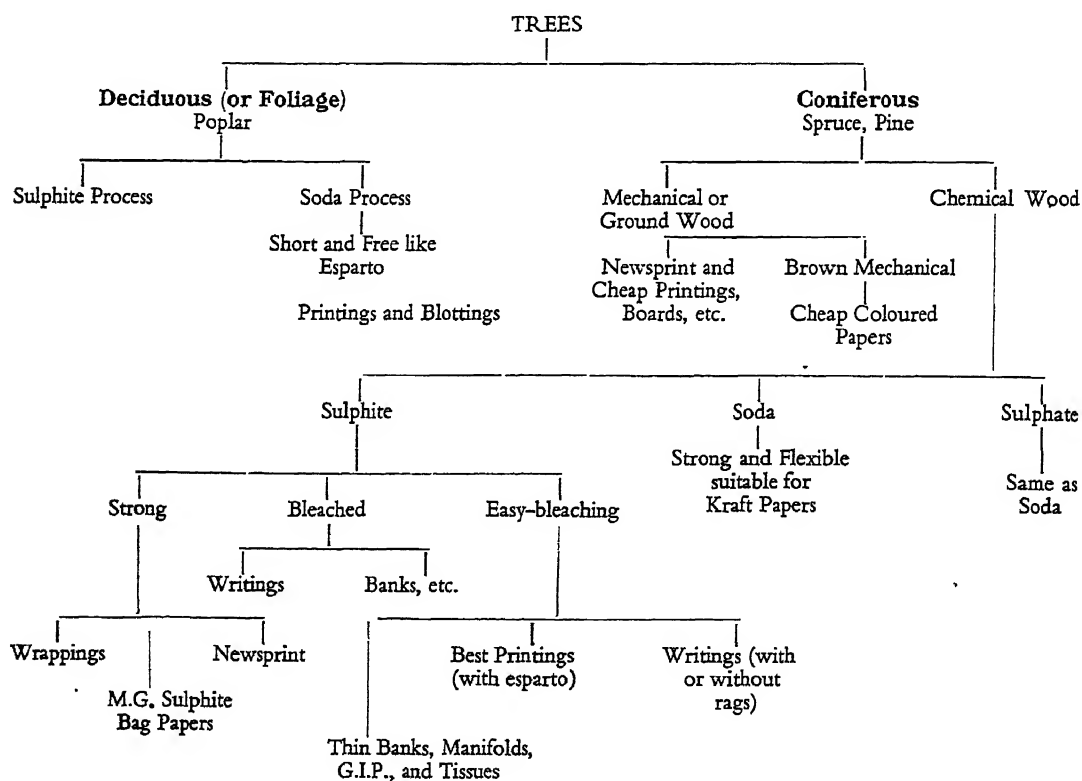 TREES
Deciduous (or Foliage)
Poplar
Coniferous
Spruce, Pine
Sulphite Process
Soda Process
Short and Free like
Esparto
Printings and Blottings
Mechanical or
Ground Wood
Chemical Wood
Newsprint and
Cheap Printings,
Boards, etc.
Brown Mechanical
Cheap Coloured
Papers
Sulphite
Soda
Sulphate
Strong and Flexible
suitable for
Kraft Papers
Same as
Soda
Strong
Bleached
Easy-bleaching
Writings
Banks, etc.
Wrappings
M.G. Sulphite
Bag Papers
Newsprint
Best Printings
(with esparto)
Writings (with
or without
rags)
Thin Banks, Manifolds,
G.I.P., and Tissues